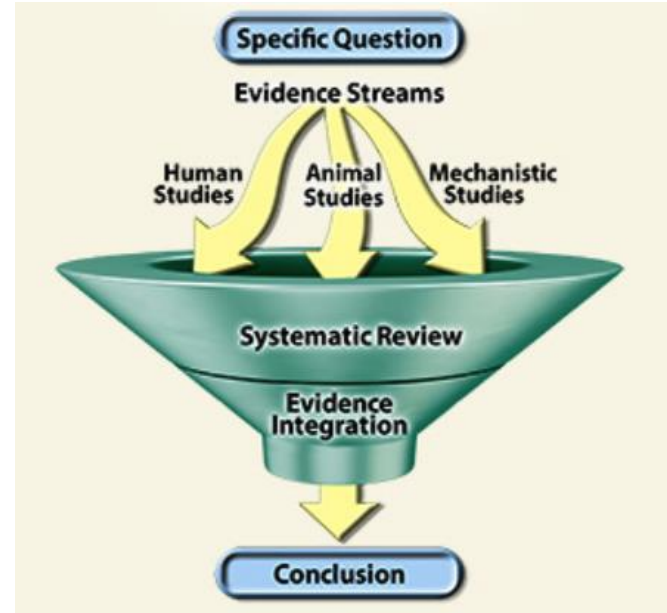 Specific Question
Evidence Streams
Human
Studies
Animal
Studies
Mechanistic
Studies
Systematic Review
Evidence
Integration
Conclusion